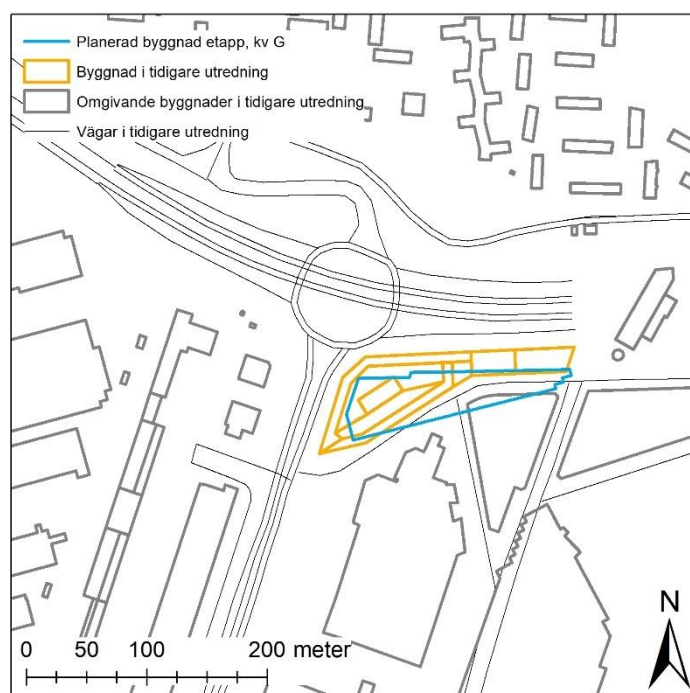 Planerad byggnad etapp, kv G
Byggnad i tidigare utredning
Omgivande byggnader i tidigare utredning
Vägar i tidigare utredning
N
0 50 100 200 meter